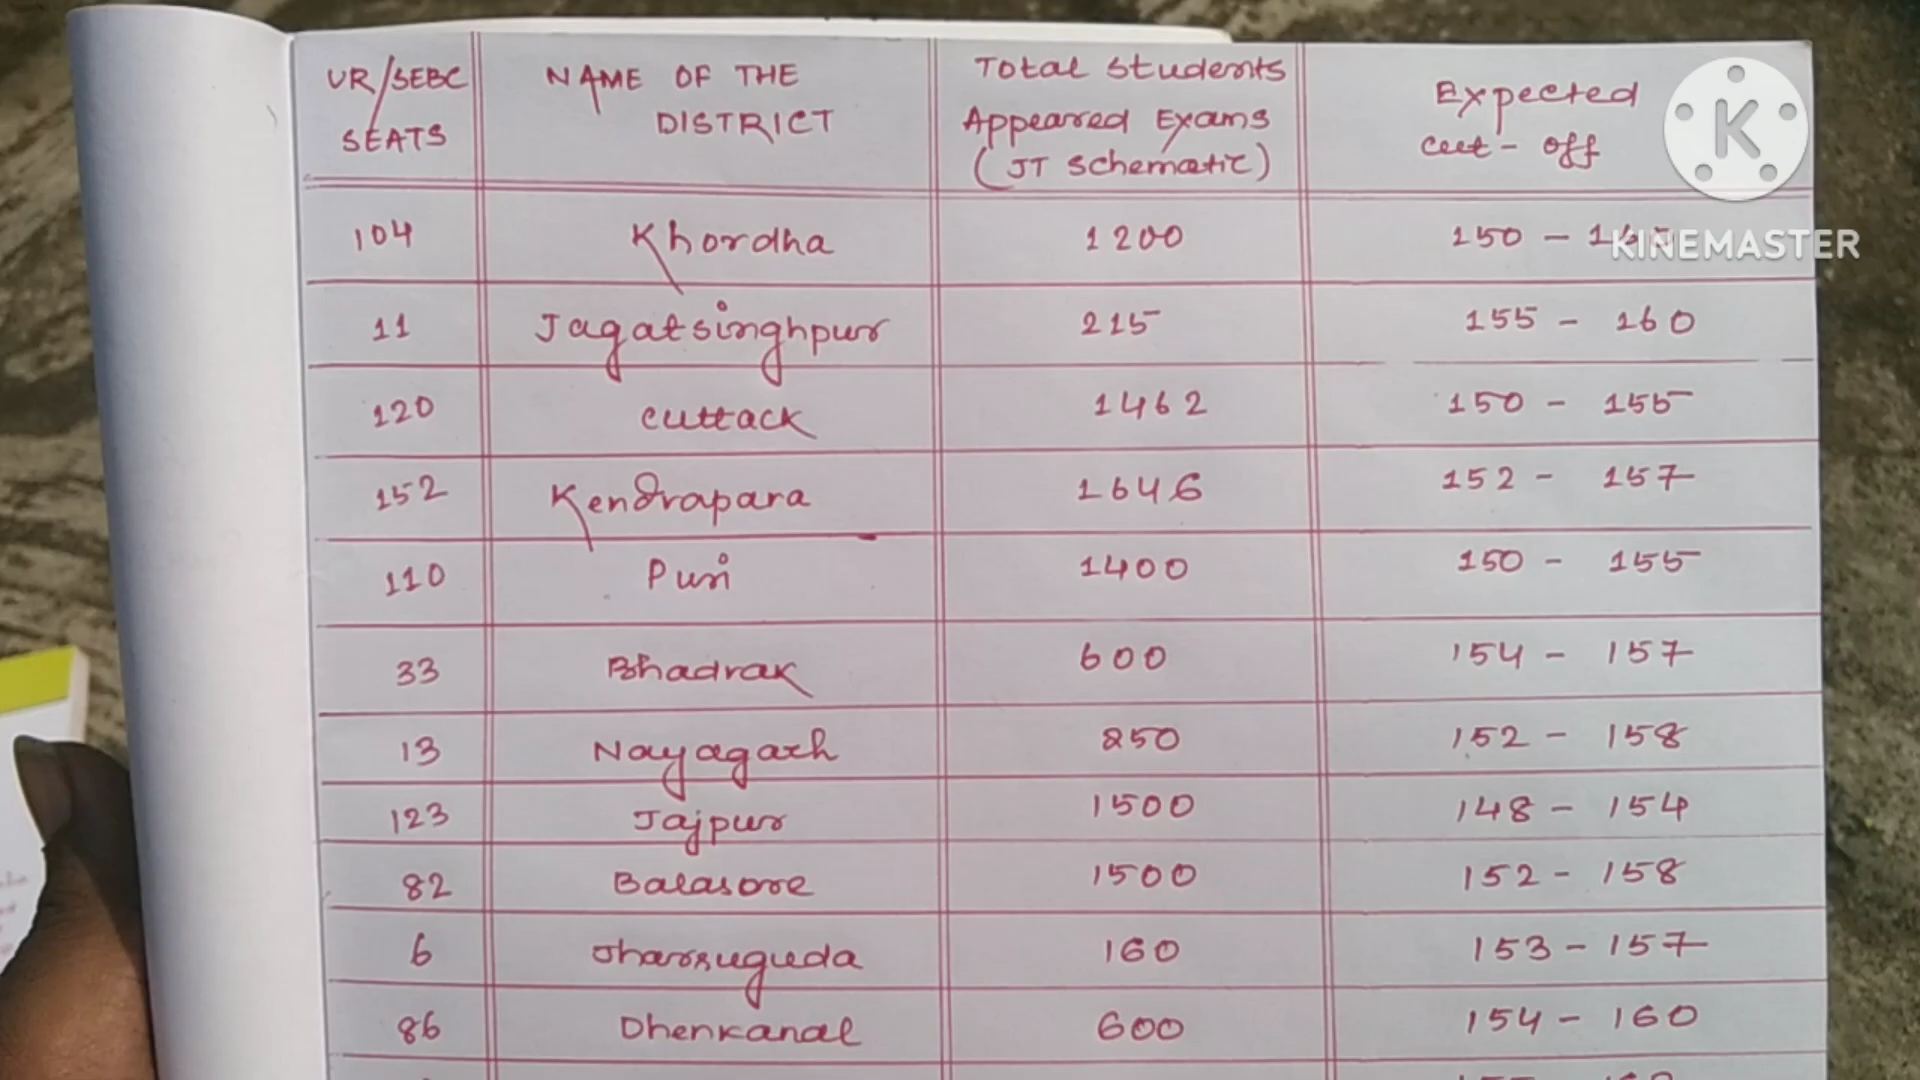 UR/SEBC SEATS | NAME OF THE DISTRICT | Total Students Appeared Exams (JT Schematic) | Expected cut-off
104 | Khordha | 1200 | 150 -
11 | Jagatsinghpur | 215 | 155 - 160
120 | Cuttack | 1462 | 150 - 155
152 | Kendrapara | 1646 | 152 - 157
110 | Puri | 1400 | 150 - 155
33 | Bhadrak | 600 | 154 - 157
13 | Nayagarh | 250 | 152 - 158
123 | Jajpur | 1500 | 148 - 154
82 | Balasore | 1500 | 152 - 158
6 | Jharsuguda | 160 | 153 - 157
86 | Dhenkanal | 600 | 154 - 160
K
KINEMASTER